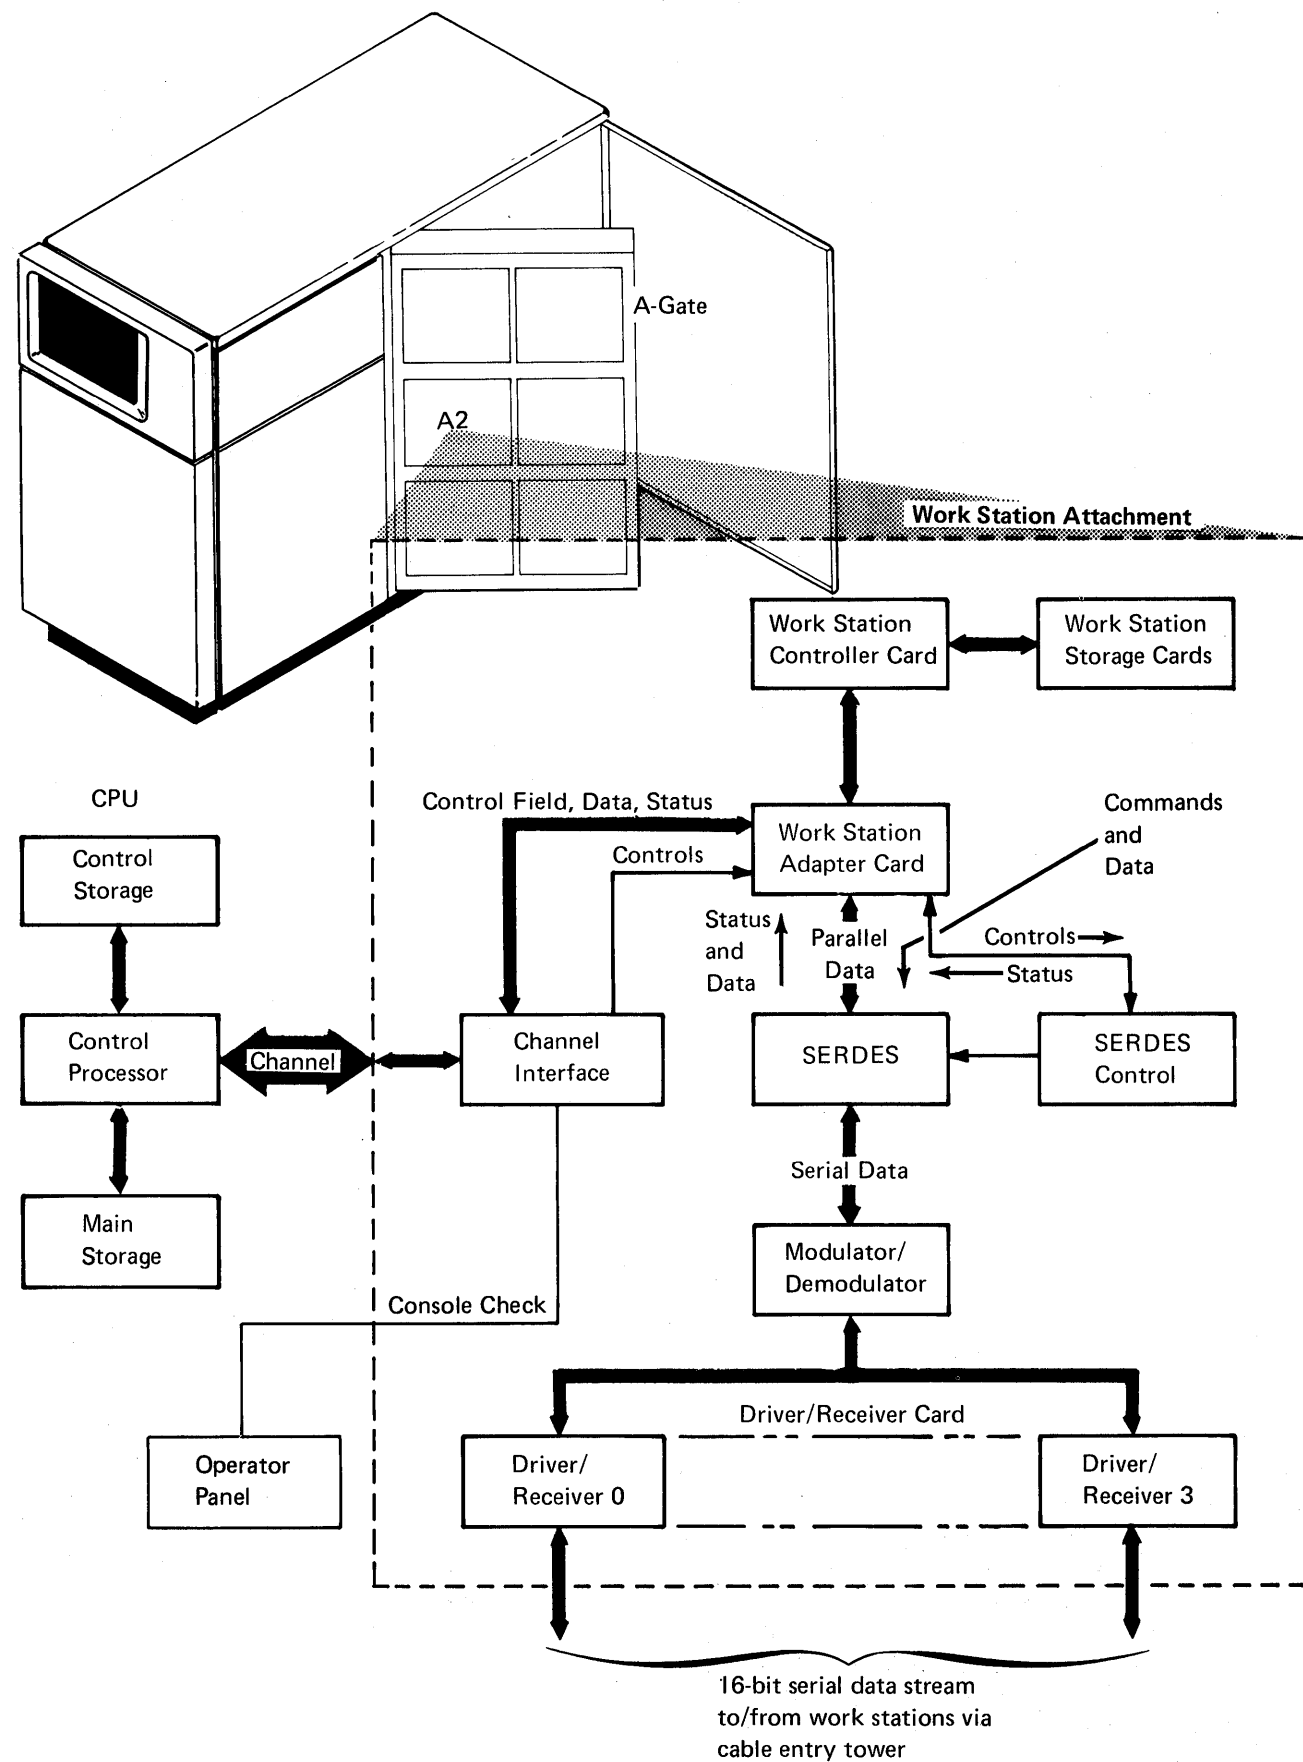 A-Gate
A2
Work Station Attachment
Work Station
Controller Card
Work Station
Storage Cards
CPU
Control Field, Data, Status
Commands
and
Data
Control
Storage
Controls
Work Station
Adapter Card
Status
and
Data
Parallel
Data
Controls
Status
Control
Processor
Channel
Channel
Interface
SERDES
SERDES
Control
Serial Data
Main
Storage
Modulator/
Demodulator
Console Check
Driver/Receiver Card
Operator
Panel
Driver/
Receiver 0
Driver/
Receiver 3
16-bit serial data stream
to/from work stations via
cable entry tower